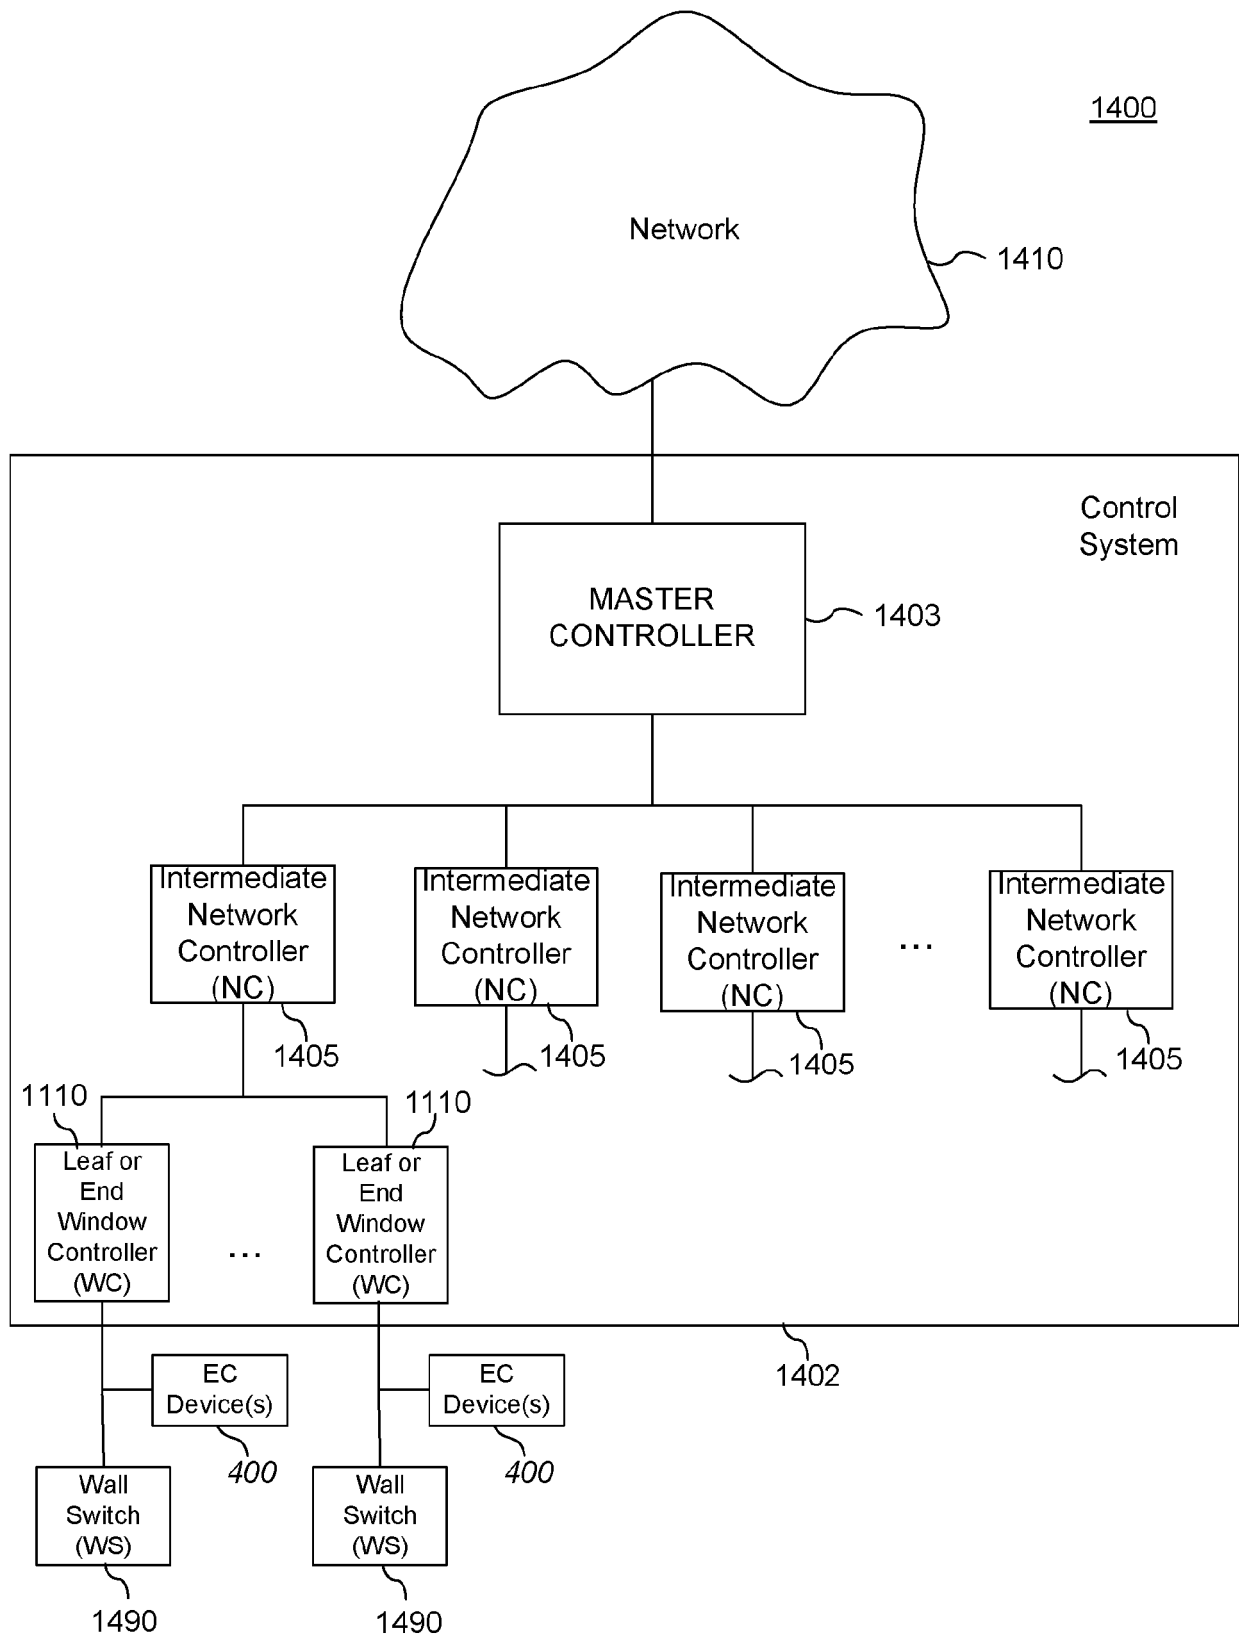 1400
Network
1410
Control
System
MASTER
CONTROLLER
1403
Intermediate
Network
Controller
(NC)
1405
Intermediate
Network
Controller
(NC)
1405
Intermediate
Network
Controller
(NC)
1405
...
Intermediate
Network
Controller
(NC)
1405
1110
Leaf or
End
Window
Controller
(WC)
...
1110
Leaf or
End
Window
Controller
(WC)
1402
EC
Device(s)
400
EC
Device(s)
400
Wall
Switch
(WS)
1490
Wall
Switch
(WS)
1490